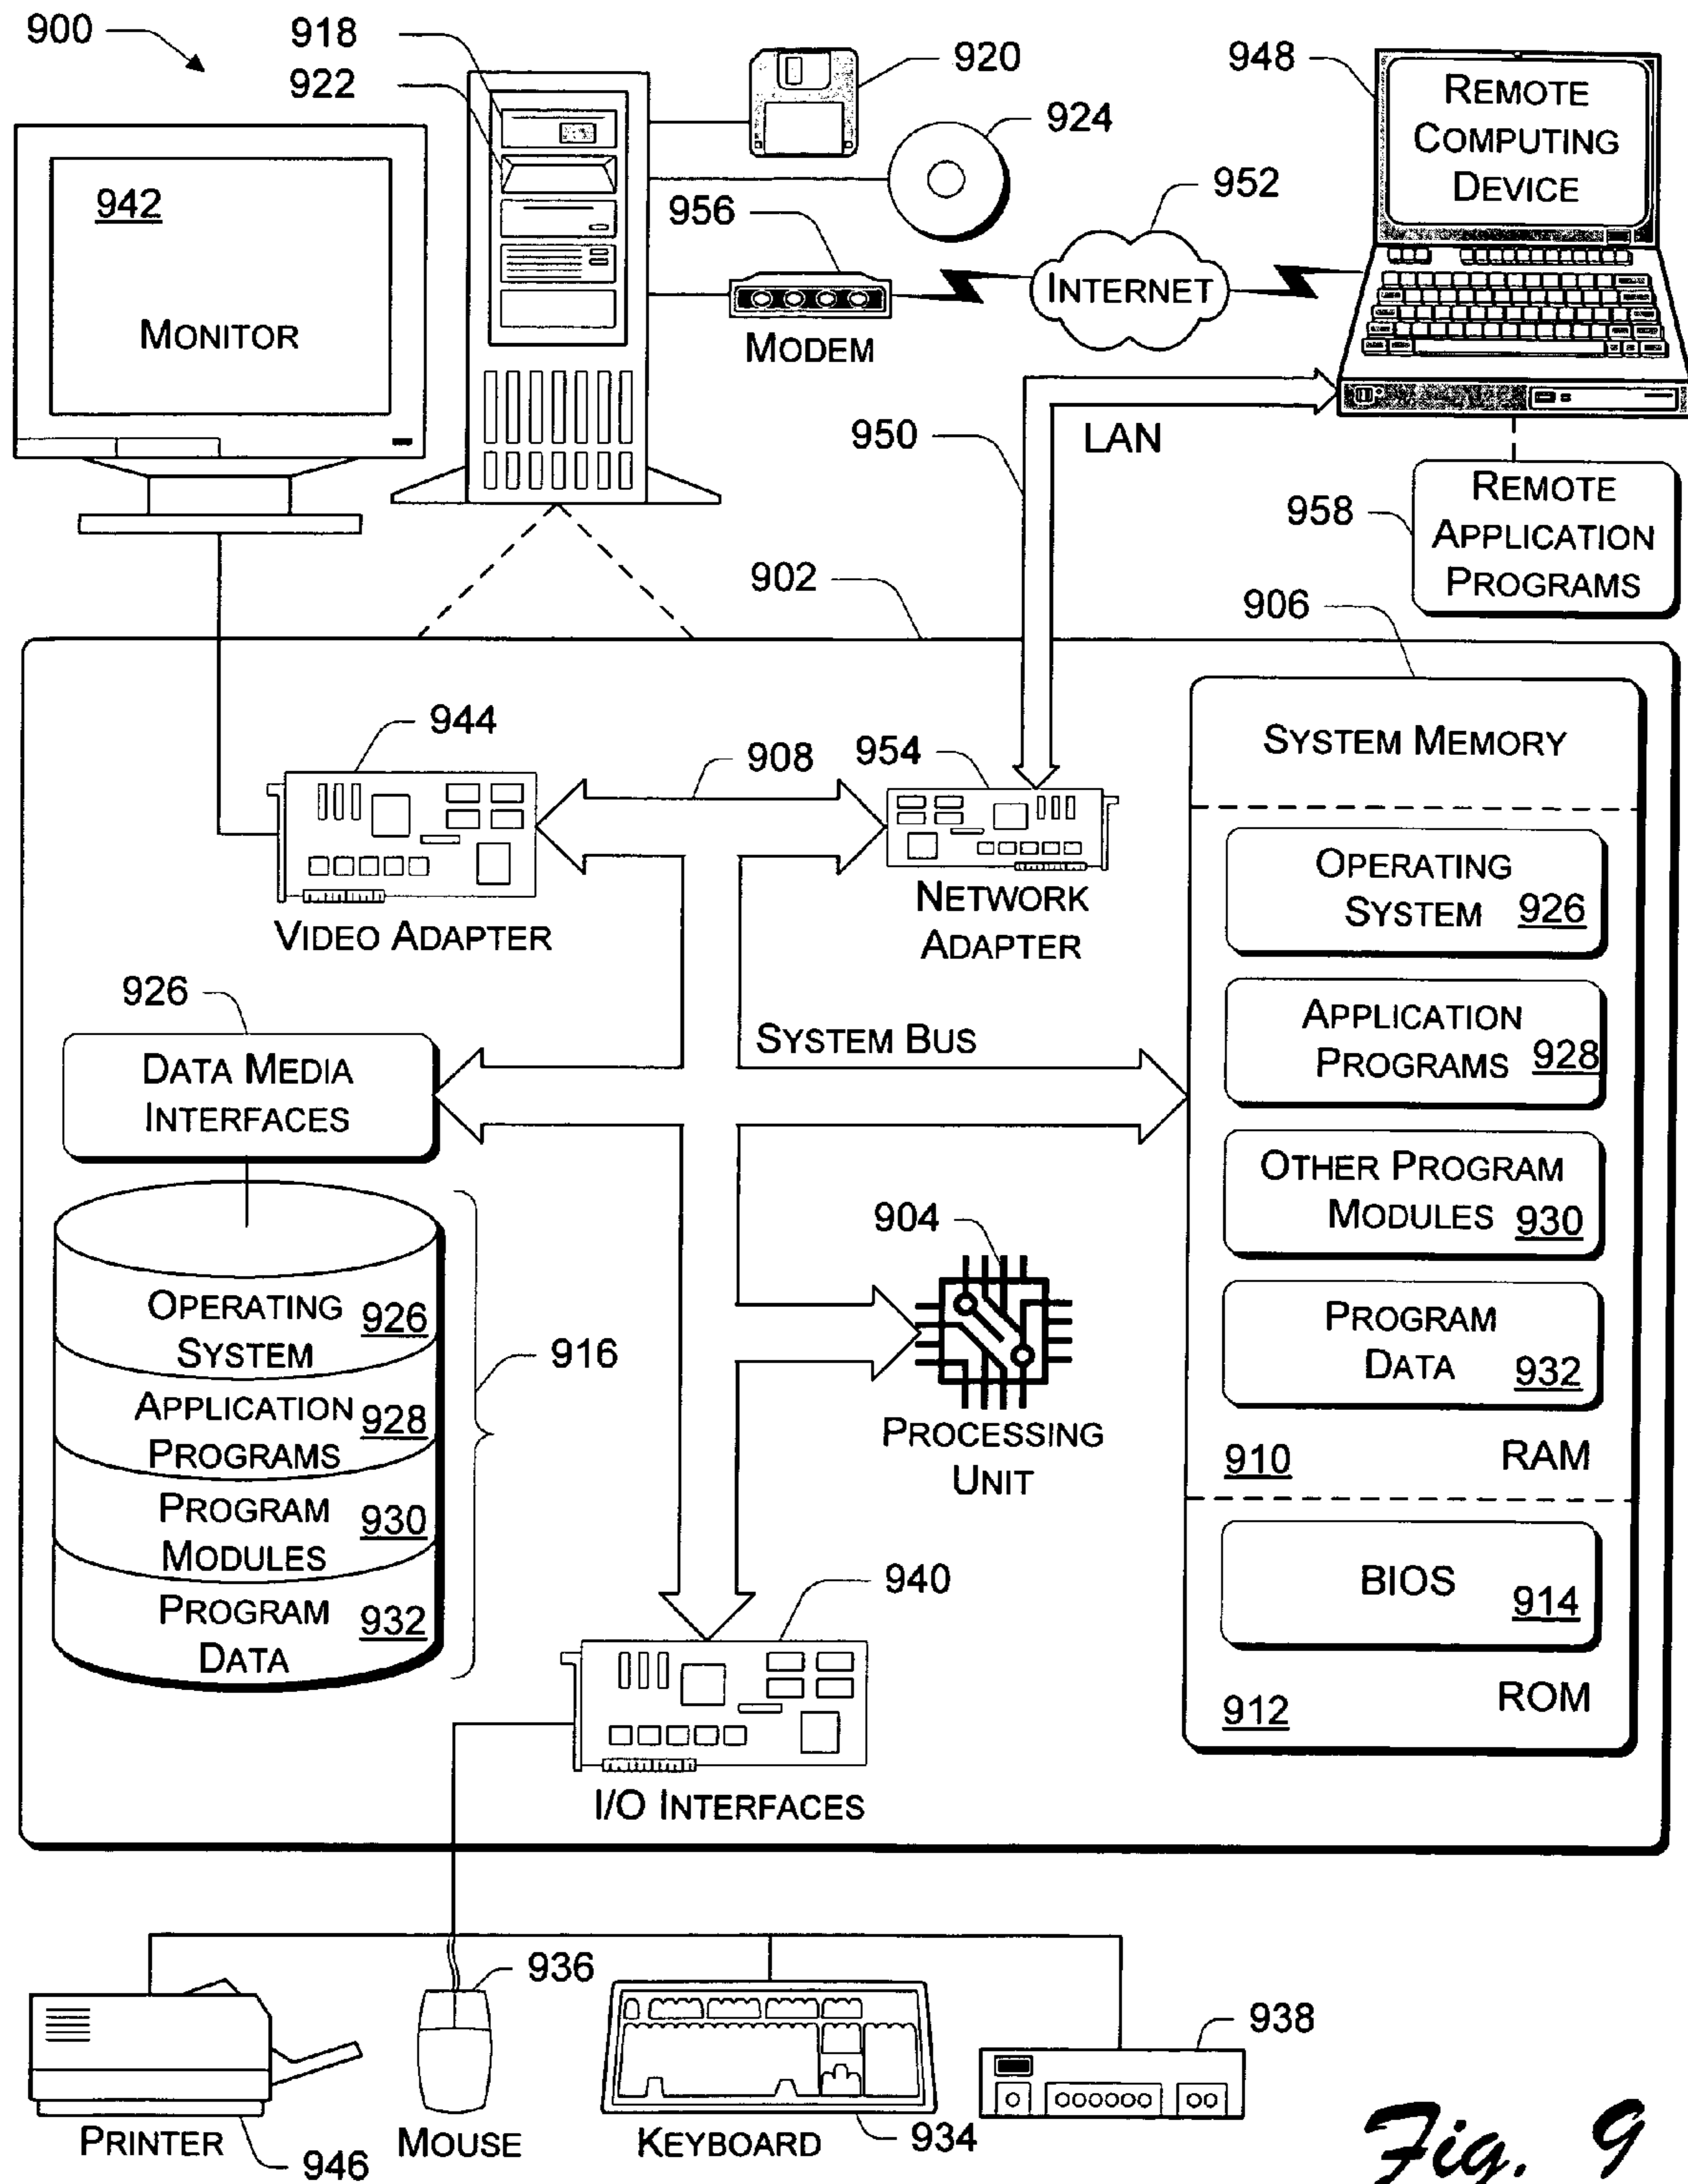 900
918
922
920
924
948
REMOTE
COMPUTING
DEVICE
942
MONITOR
956
MODEM
952
INTERNET
950
LAN
958
REMOTE
APPLICATION
PROGRAMS
902
906
944
VIDEO ADAPTER
908
954
NETWORK
ADAPTER
SYSTEM MEMORY
OPERATING
SYSTEM 926
APPLICATION
PROGRAMS 928
OTHER PROGRAM
MODULES 930
PROGRAM
DATA 932
910 RAM
BIOS 914
912 ROM
926
DATA MEDIA
INTERFACES
SYSTEM BUS
OPERATING
SYSTEM 926
APPLICATION
PROGRAMS 928
PROGRAM
MODULES 930
PROGRAM
DATA 932
916
904
PROCESSING
UNIT
940
I/O INTERFACES
PRINTER
946
936
MOUSE
KEYBOARD
934
938
Fig. 9